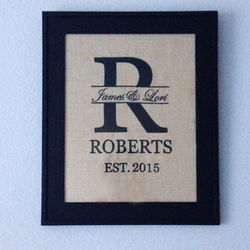 R
James & Lori
ROBERTS
EST. 2015